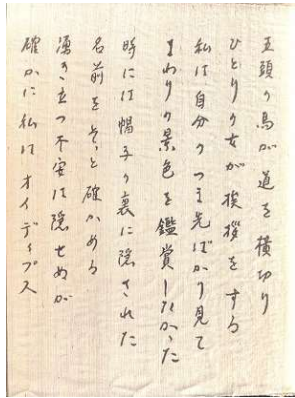 五頭の鳥が道を横切り
ひとりの女が挨拶をする
私は自分のつま先ばかり見て
まわりの景色を鑑賞しなかった
時には帽子の裏に隠された
名前をそっと確かめる
湧き立つ不安は隠せぬが
確かに私はオイディプス